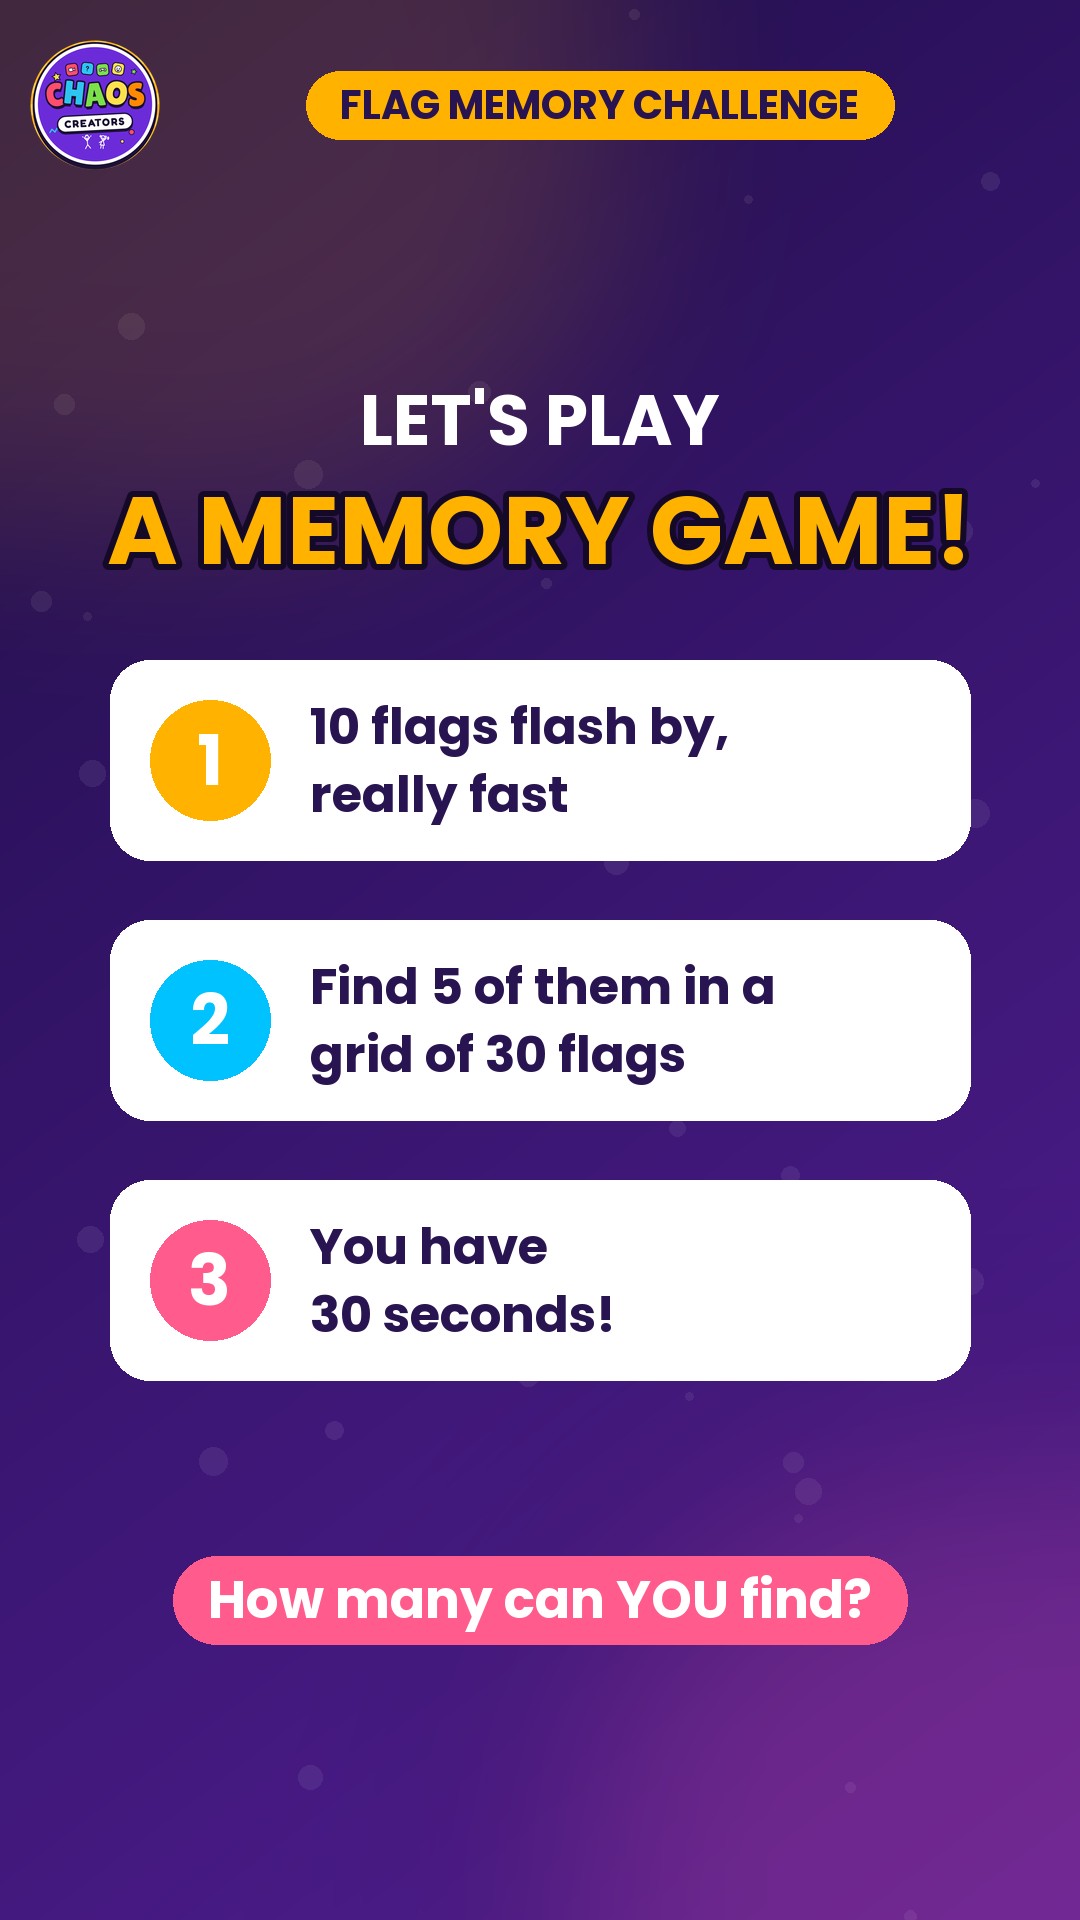 CHAOS
CREATORS
FLAG MEMORY CHALLENGE
LET'S PLAY
A MEMORY GAME!
1
10 flags flash by,
really fast
2
Find 5 of them in a
grid of 30 flags
3
You have
30 seconds!
How many can YOU find?